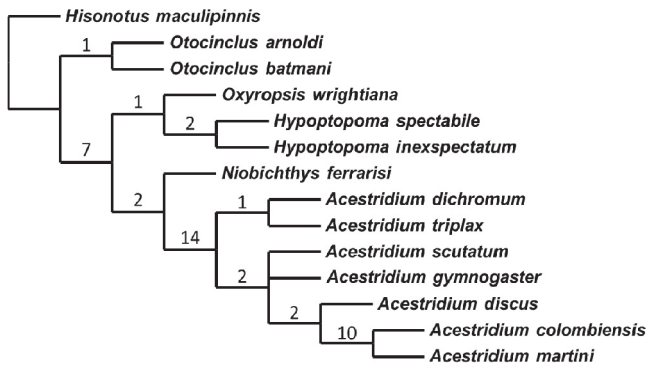 Hisonotus maculipinnis
1
Otocinclus arnoldi
Otocinclus batmani
Oxyropsis wrightiana
1
2
Hypoptopoma spectabile
7
Hypoptopoma inexspectatum
Niobichthys ferrarisi
2
1
Acestridium dichromum
Acestridium triplax
14
Acestridium scutatum
2
Acestridium gymnogaster
Acestridium discus
2
10
Acestridium colombiensis
Acestridium martini